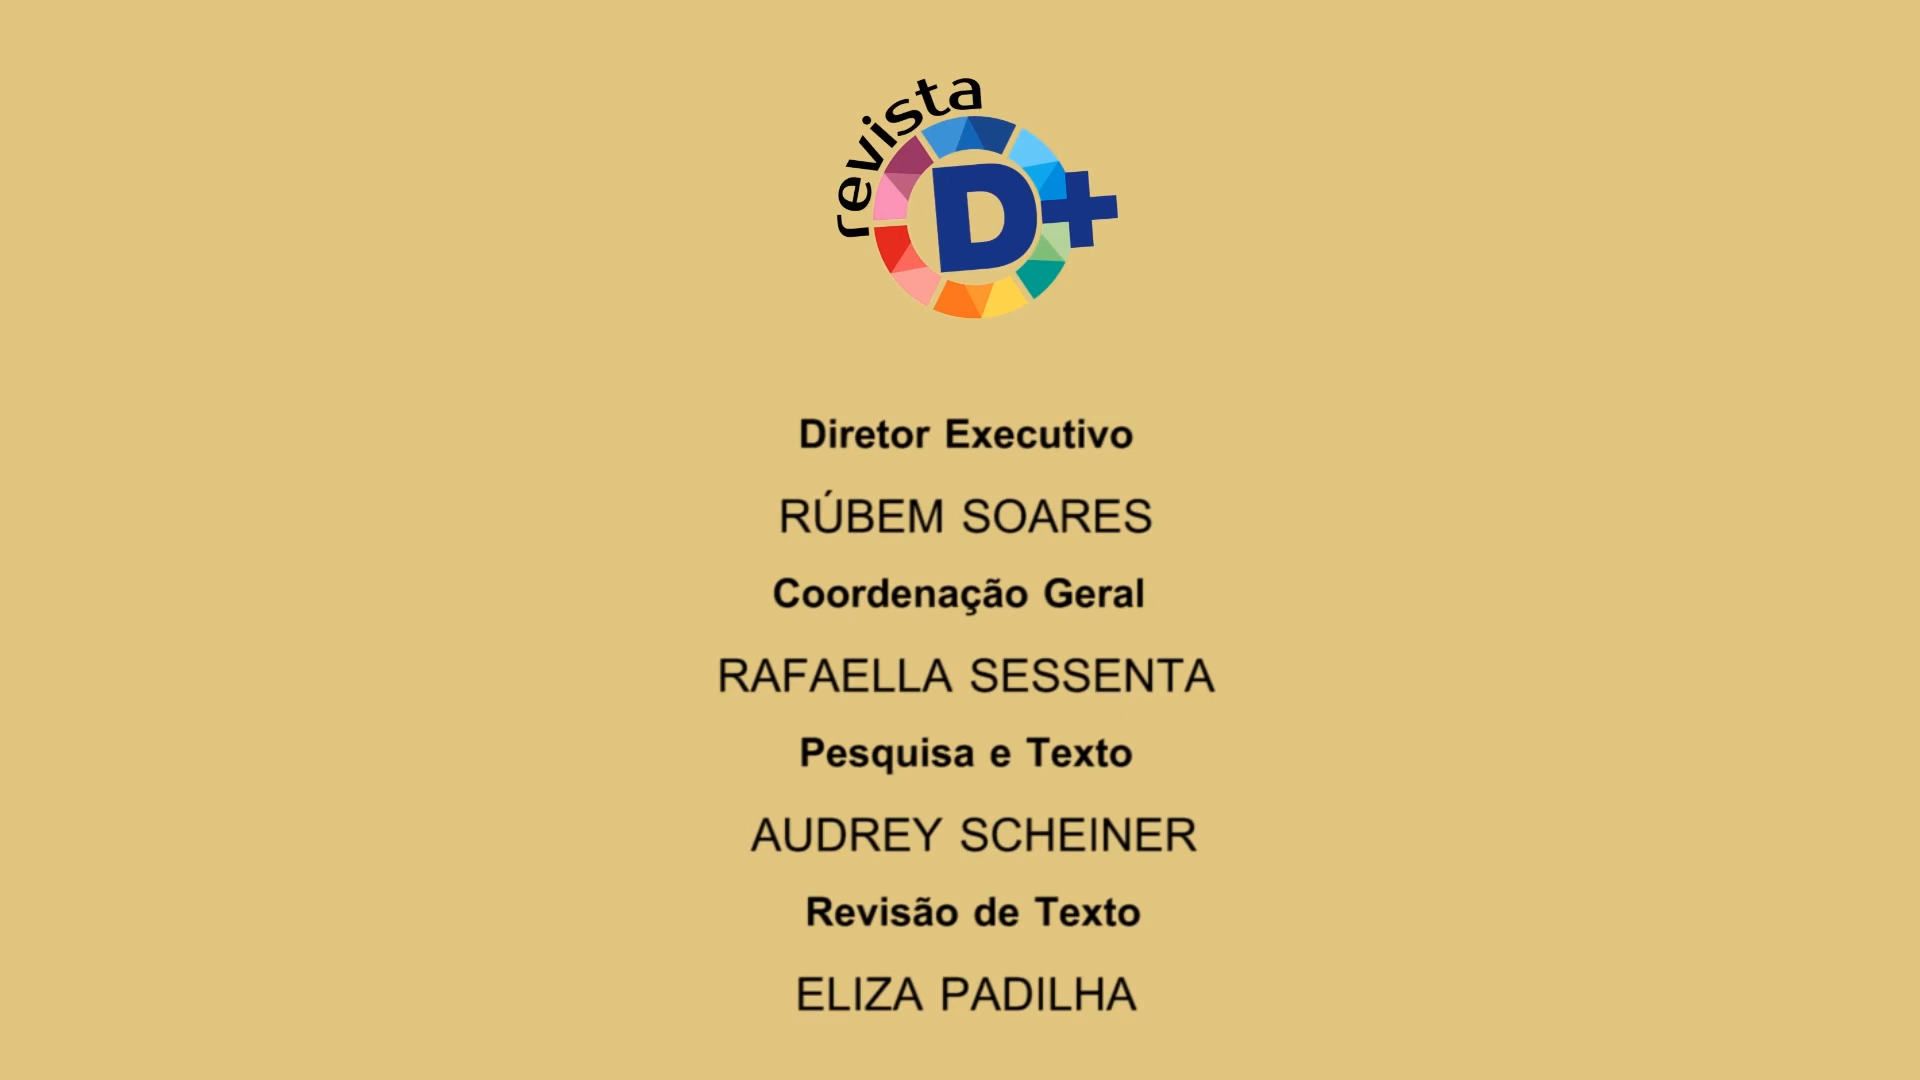 revista
D+
Diretor Executivo
RÚBEM SOARES
Coordenação Geral
RAFAELLA SESSENTA
Pesquisa e Texto
AUDREY SCHEINER
Revisão de Texto
ELIZA PADILHA